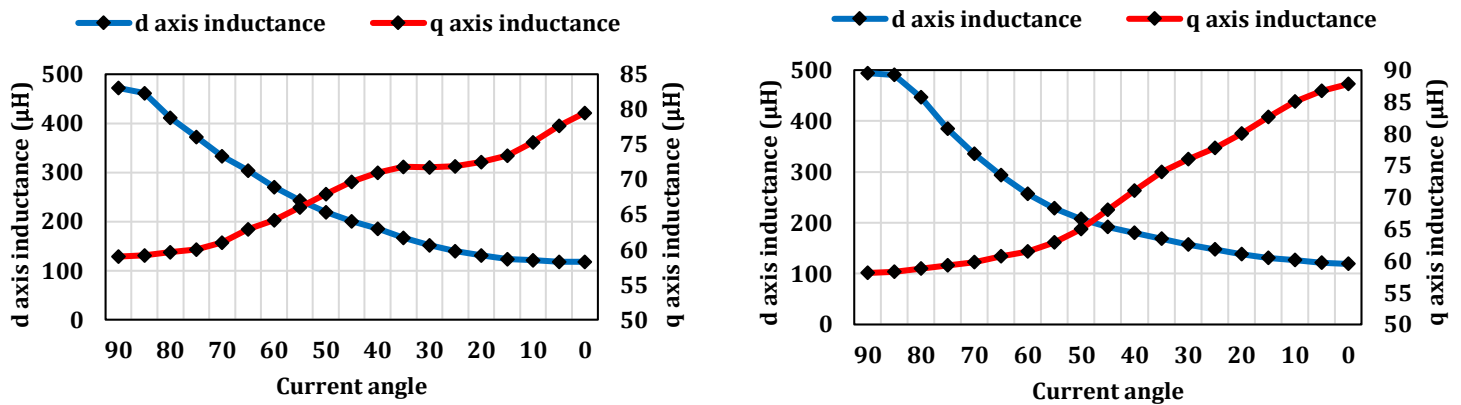 d axis inductance
q axis inductance
d axis inductance (µH)
500
400
300
200
100
0
85
80
75
70
65
60
55
50
q axis inductance (µH)
90 80 70 60 50 40 30 20 10 0
Current angle
d axis inductance
q axis inductance
d axis inductance (µH)
500
400
300
200
100
0
90
85
80
75
70
65
60
55
50
q axis inductance (µH)
90 80 70 60 50 40 30 20 10 0
Current angle